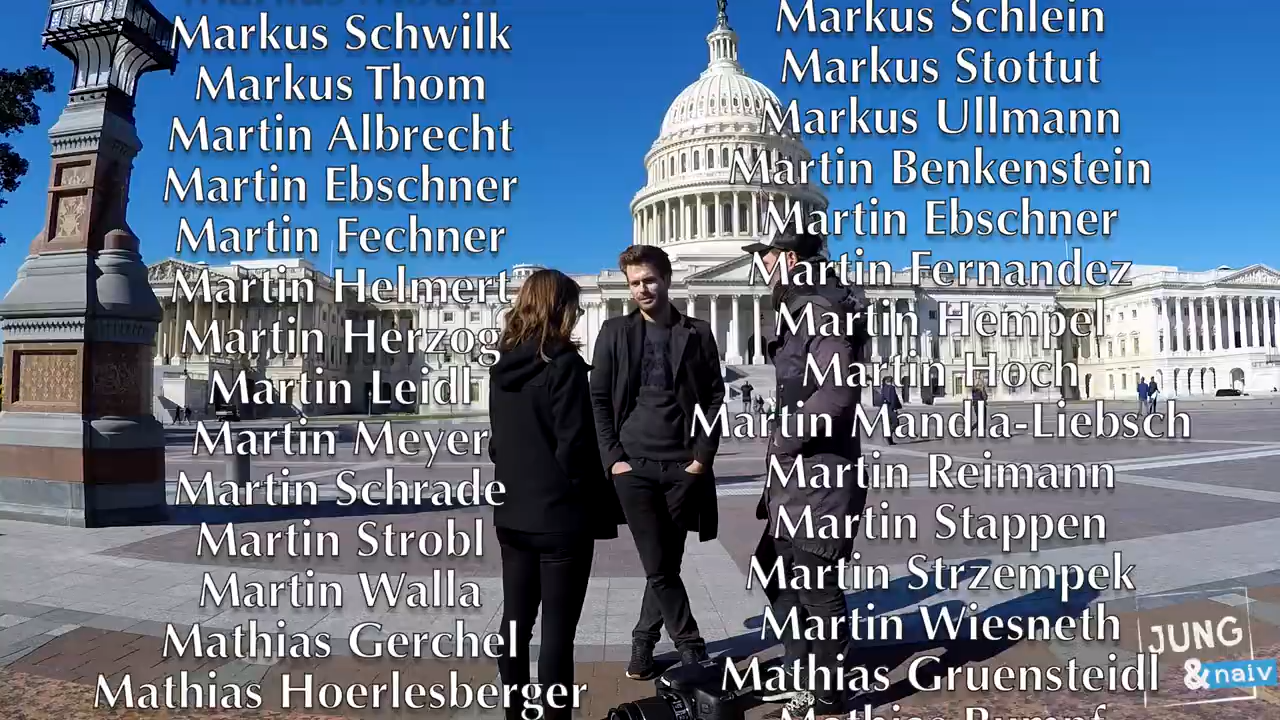 Markus Schwilk
Markus Thom
Martin Albrecht
Martin Ebschner
Martin Fechner
Martin Helmert
Martin Herzog
Martin Leidl
Martin Meyer
Martin Schrade
Martin Strobl
Martin Walla
Mathias Gerchel
Mathias Hoerlesberger
Markus Schlein
Markus Stottut
Markus Ullmann
Martin Benkenstein
Martin Ebschner
Martin Fernandez
Martin Hempel
Martin Hoch
Martin Mandla-Liebsch
Martin Reimann
Martin Stappen
Martin Strzempek
Martin Wiesneth
Mathias Gruensteidl
JUNG
& naiv